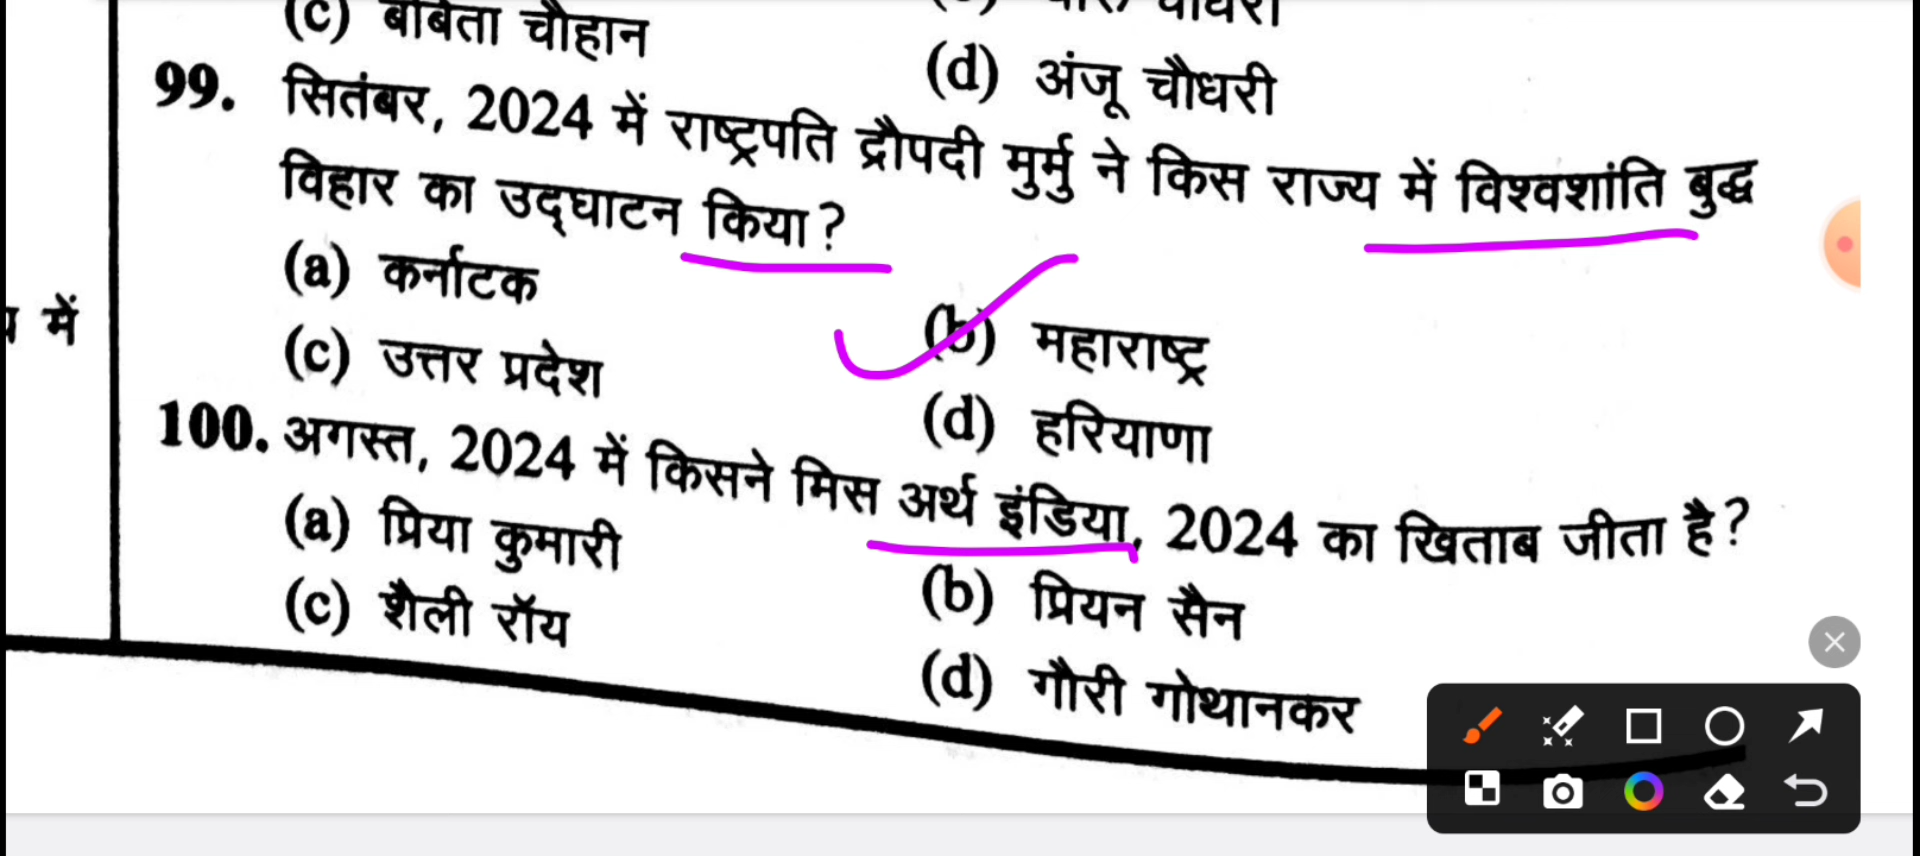 (c) बबिता चौहान
(d) अंजू चौधरी
99. सितंबर, 2024 में राष्ट्रपति द्रौपदी मुर्मु ने किस राज्य में विश्वशांति बुद्ध
विहार का उद्घाटन किया?
(a) कर्नाटक
(b) महाराष्ट्र
(c) उत्तर प्रदेश
(d) हरियाणा
में
100. अगस्त, 2024 में किसने मिस अर्थ इंडिया, 2024 का खिताब जीता है?
(a) प्रिया कुमारी
(b) प्रियन सैन
(c) शैली रॉय
(d) गौरी गोथानकर